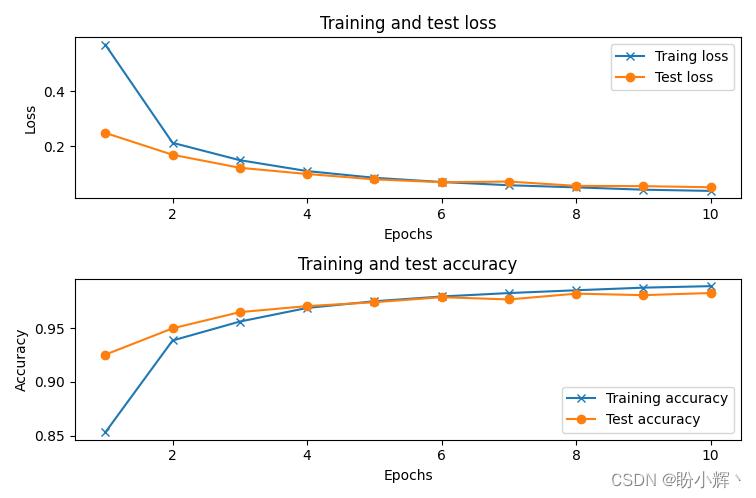 Training and test loss
Traing loss
Test loss
0.4
0.2
Loss
2 4 6 8 10
Epochs
Training and test accuracy
0.95
0.90
0.85
Accuracy
Training accuracy
Test accuracy
2 4 6 8 10
Epochs
CSDN @盼小辉丶